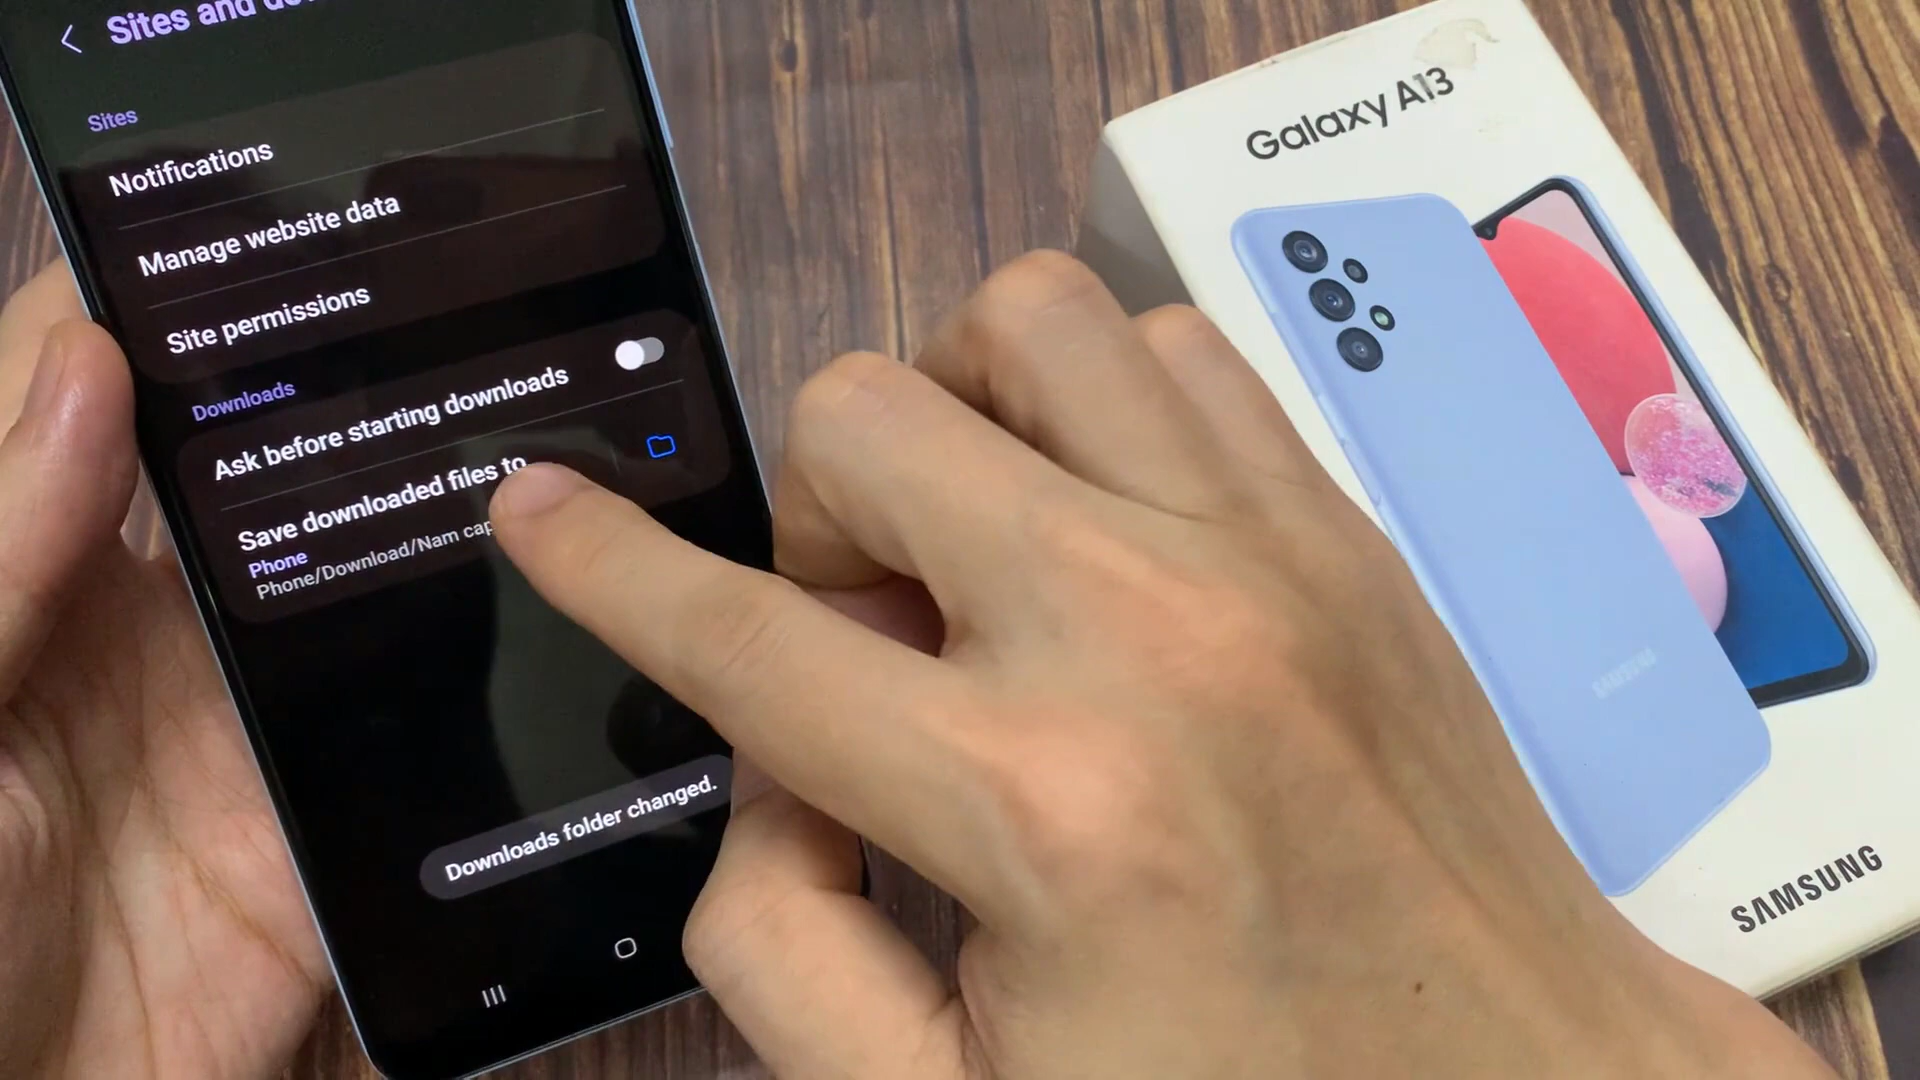 Sites and
Sites
Notifications
Manage website data
Site permissions
Downloads
Ask before starting downloads
Save downloaded files to
Phone
Phone/Download/Nam
Downloads folder changed.
Galaxy A13
SAMSUNG
SAMSUNG